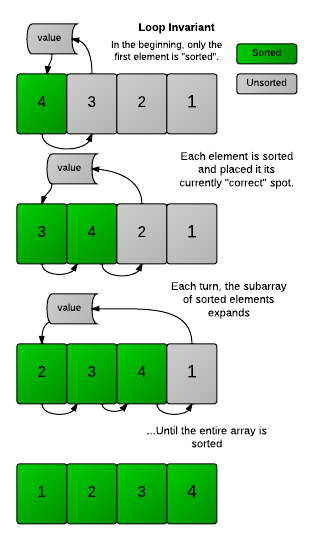 Loop Invariant
value
In the beginning, only the
first element is "sorted".
Sorted
Unsorted
4 3 2 1
value
Each element is sorted
and placed it its
currently "correct" spot.
3 4 2 1
Each turn, the subarray
of sorted elements
expands
value
2 3 4 1
...Until the entire array is
sorted
1 2 3 4